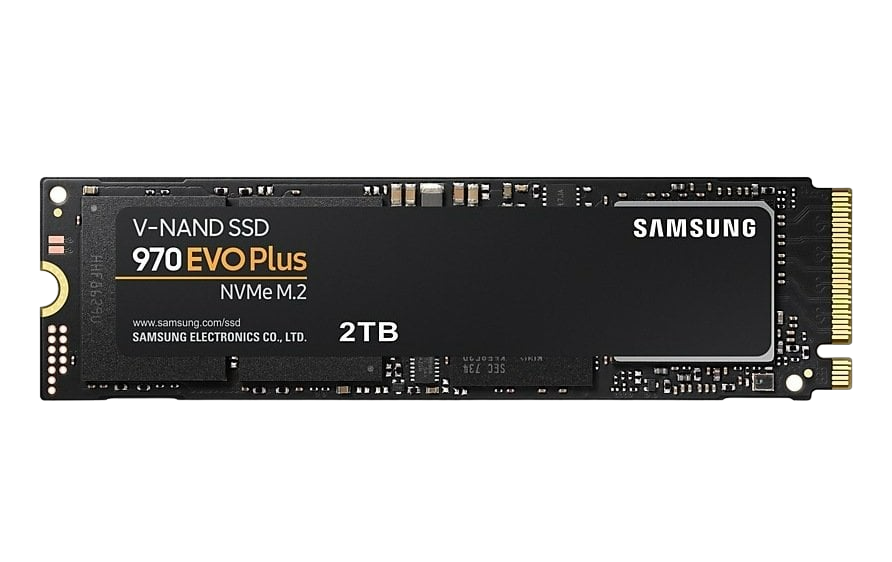 V-NAND SSD
970 EVO Plus
NVMe M.2
www.samsung.com/ssd
SAMSUNG ELECTRONICS CO., LTD.
2TB
SAMSUNG
SEC 734